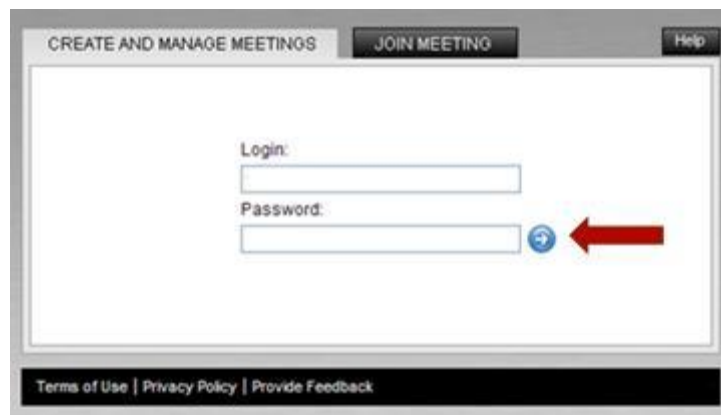 CREATE AND MANAGE MEETINGS JOIN MEETING Help
Login:
Password:
Terms of Use | Privacy Policy | Provide Feedback